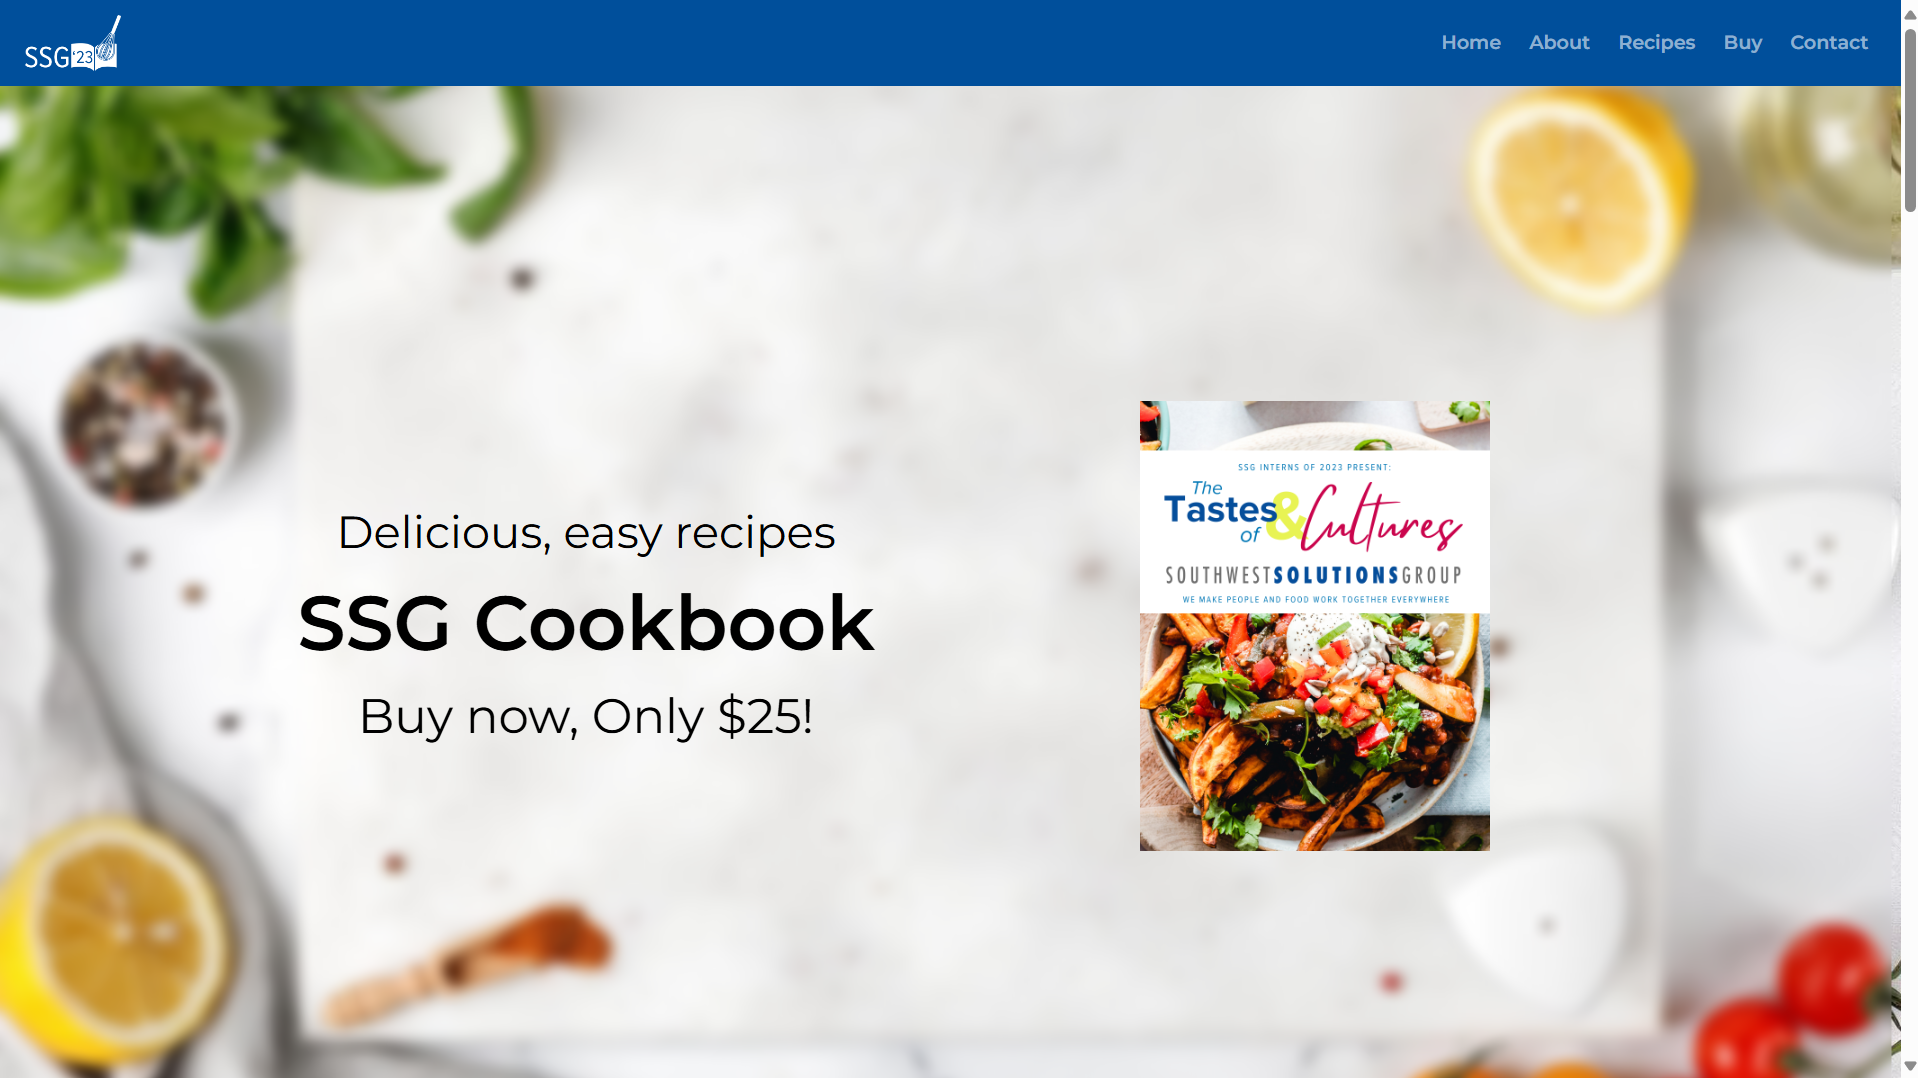 SSG '23
Home About Recipes Buy Contact
Delicious, easy recipes
SSG Cookbook
Buy now, Only $25!
SSG INTERNS OF 2023 PRESENT:
The
Tastes & Cultures
of
SOUTHWESTSOLUTIONSGROUP
WE MAKE PEOPLE AND FOOD WORK TOGETHER EVERYWHERE